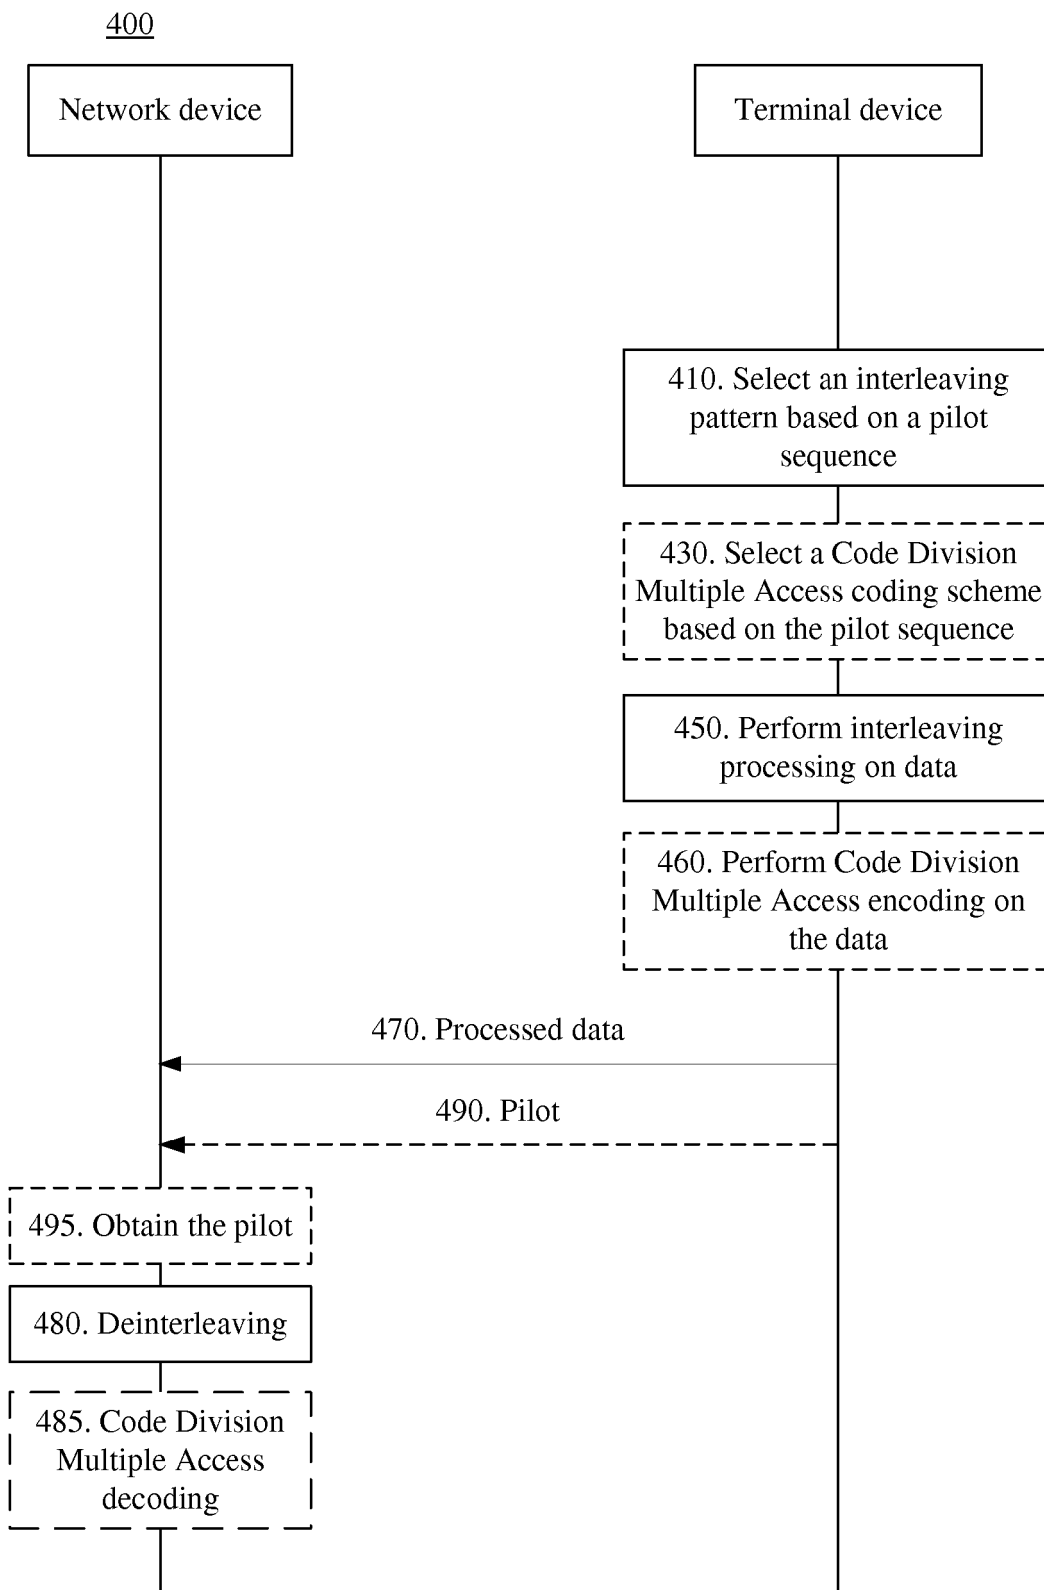 400
Network device
Terminal device
410. Select an interleaving
pattern based on a pilot
sequence
430. Select a Code Division
Multiple Access coding scheme
based on the pilot sequence
450. Perform interleaving
processing on data
460. Perform Code Division
Multiple Access encoding on
the data
470. Processed data
490. Pilot
495. Obtain the pilot
480. Deinterleaving
485. Code Division
Multiple Access
decoding